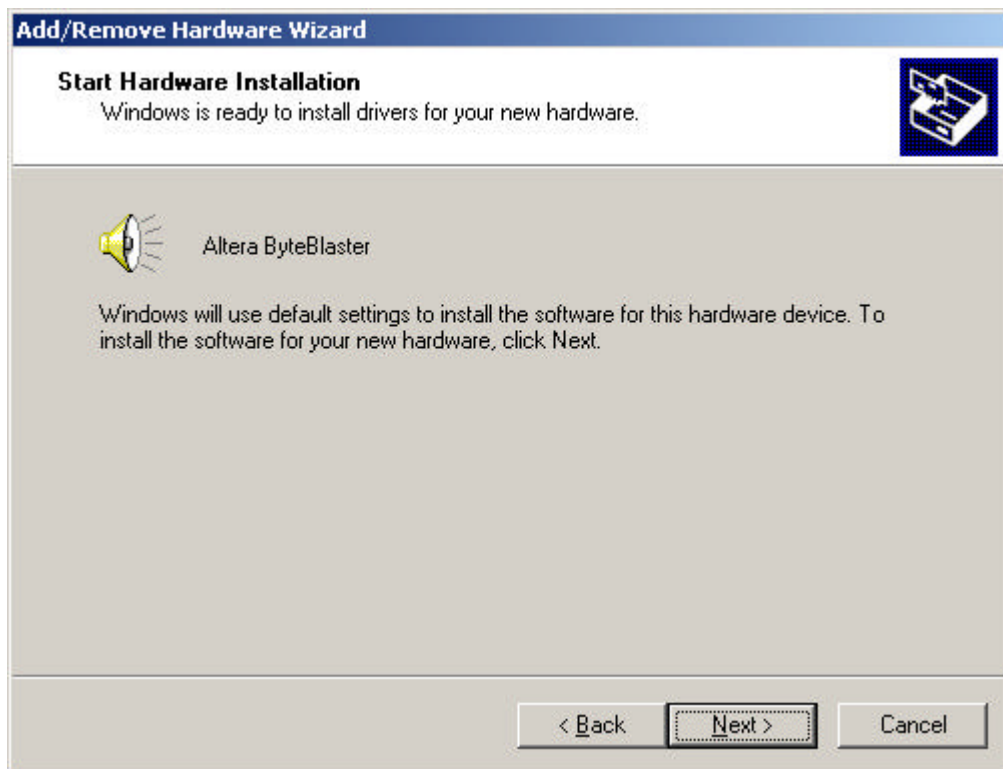 Add/Remove Hardware Wizard
Start Hardware Installation
Windows is ready to install drivers for your new hardware.
Altera ByteBlaster
Windows will use default settings to install the software for this hardware device. To
install the software for your new hardware, click Next.
< Back
Next >
Cancel